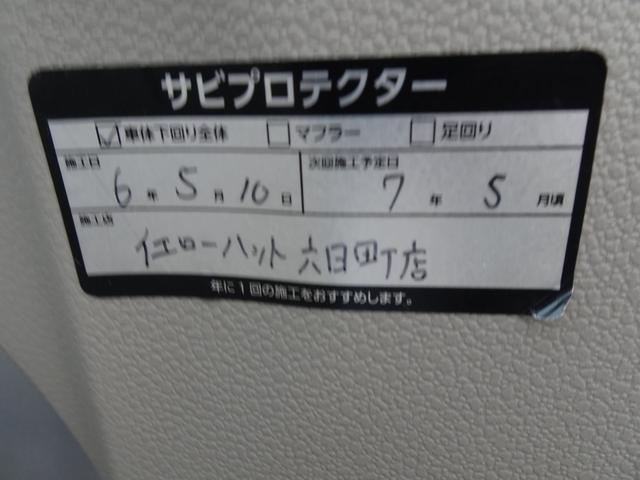 サビプロテクター
車体下回り全体 マフラー 足回り
施工日 次回施工予定日
6年5月10日 7年5月頃
施工店
イエローハット 六日町店
年に1回の施工をおすすめします。